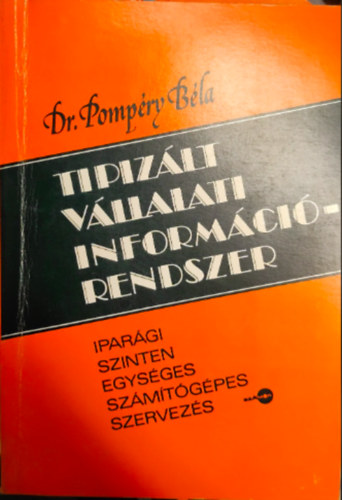 Dr. Pompéry Béla
TIPIZÁLT
VÁLLALATI
INFORMÁCIÓ-
RENDSZER
IPARÁGI
SZINTEN
EGYSÉGES
SZÁMÍTÓGÉPES
SZERVEZÉS